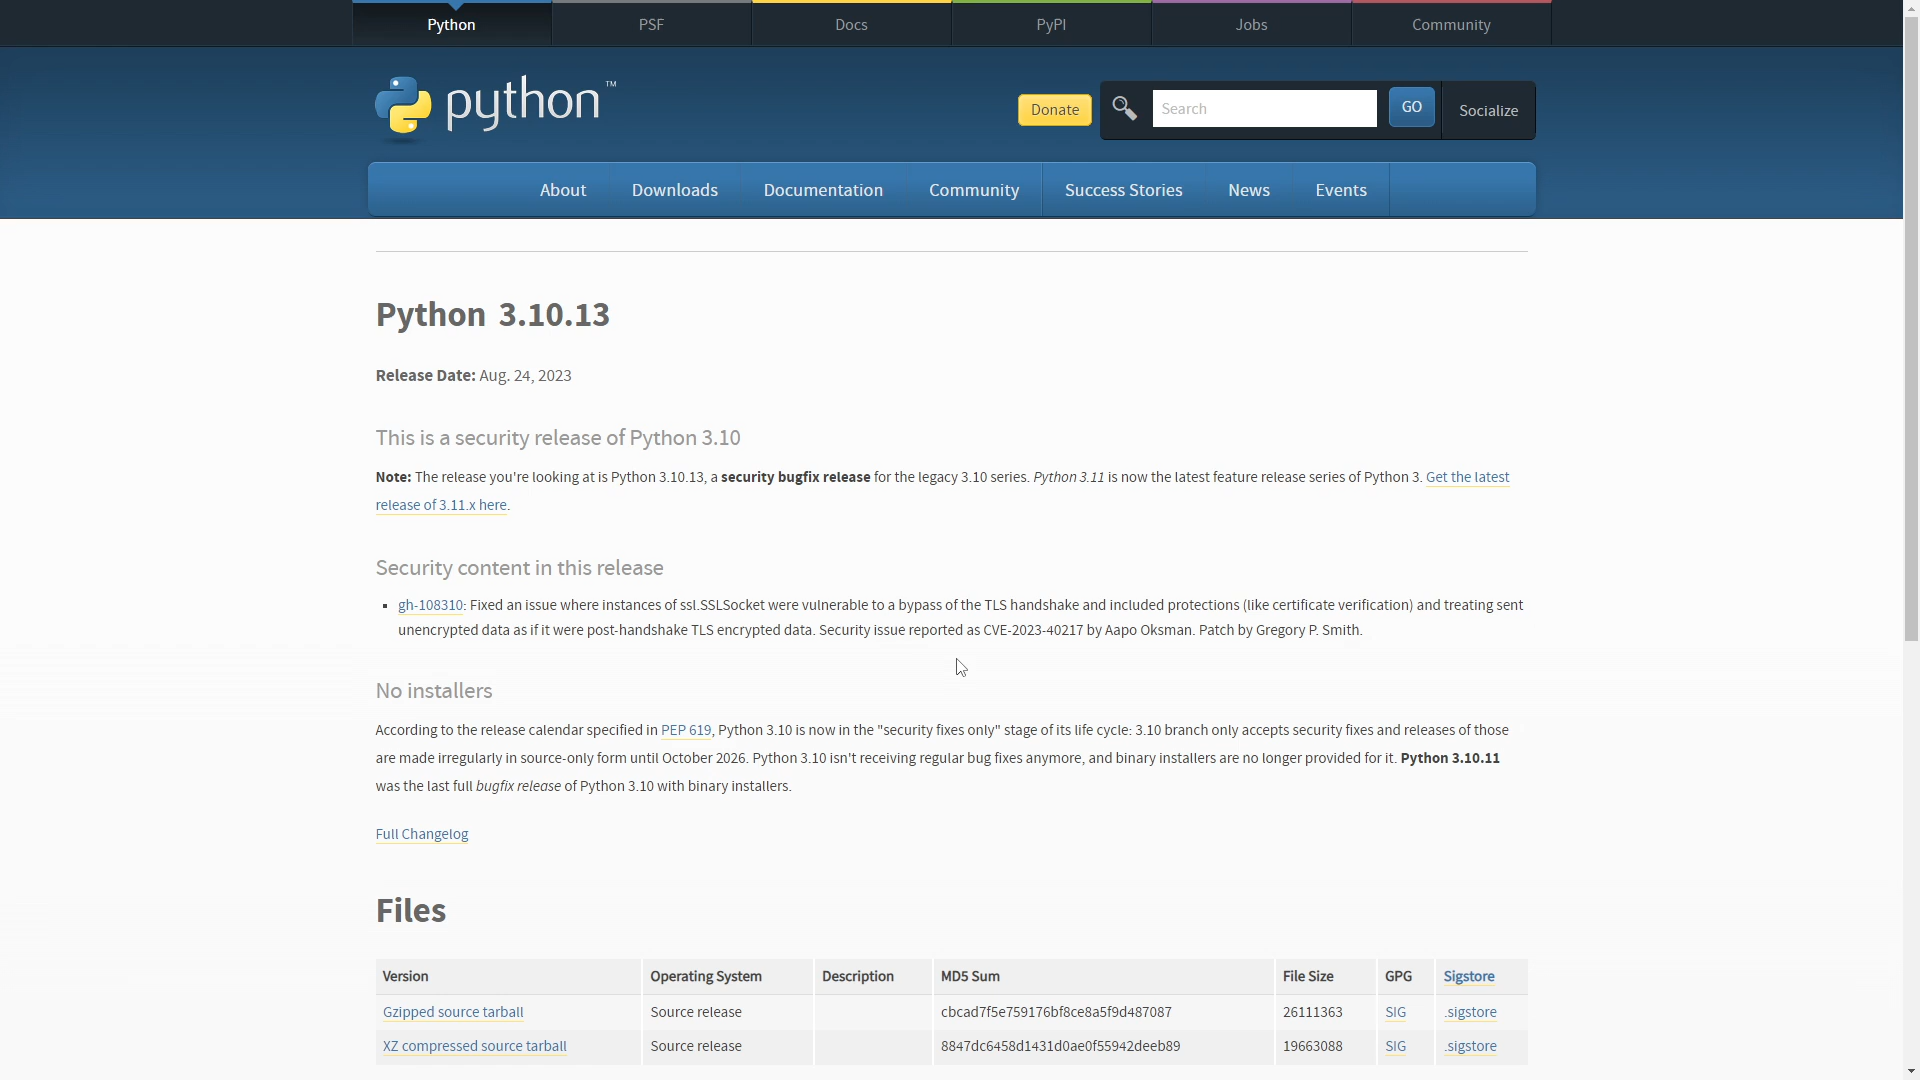 Python PSF Docs PyPI Jobs Community
python™ Donate Search GO Socialize
About Downloads Documentation Community Success Stories News Events
Python 3.10.13
Release Date: Aug. 24, 2023
This is a security release of Python 3.10
Note: The release you're looking at is Python 3.10.13, a security bugfix release for the legacy 3.10 series. Python 3.11 is now the latest feature release series of Python 3. Get the latest
release of 3.11.x here.
Security content in this release
gh-108310: Fixed an issue where instances of ssl.SSLSocket were vulnerable to a bypass of the TLS handshake and included protections (like certificate verification) and treating sent
unencrypted data as if it were post-handshake TLS encrypted data. Security issue reported as CVE-2023-40217 by Aapo Oksman. Patch by Gregory P. Smith.
No installers
According to the release calendar specified in PEP 619, Python 3.10 is now in the "security fixes only" stage of its life cycle: 3.10 branch only accepts security fixes and releases of those
are made irregularly in source-only form until October 2026. Python 3.10 isn't receiving regular bug fixes anymore, and binary installers are no longer provided for it. Python 3.10.11
was the last full bugfix release of Python 3.10 with binary installers.
Full Changelog
Files
Version Operating System Description MD5 Sum File Size GPG Sigstore
Gzipped source tarball Source release cbcad7f5e759176bf8ce8a5f9d487087 26111363 SIG .sigstore
XZ compressed source tarball Source release 8847dc6458d1431d0ae0f55942deeb89 19663088 SIG .sigstore